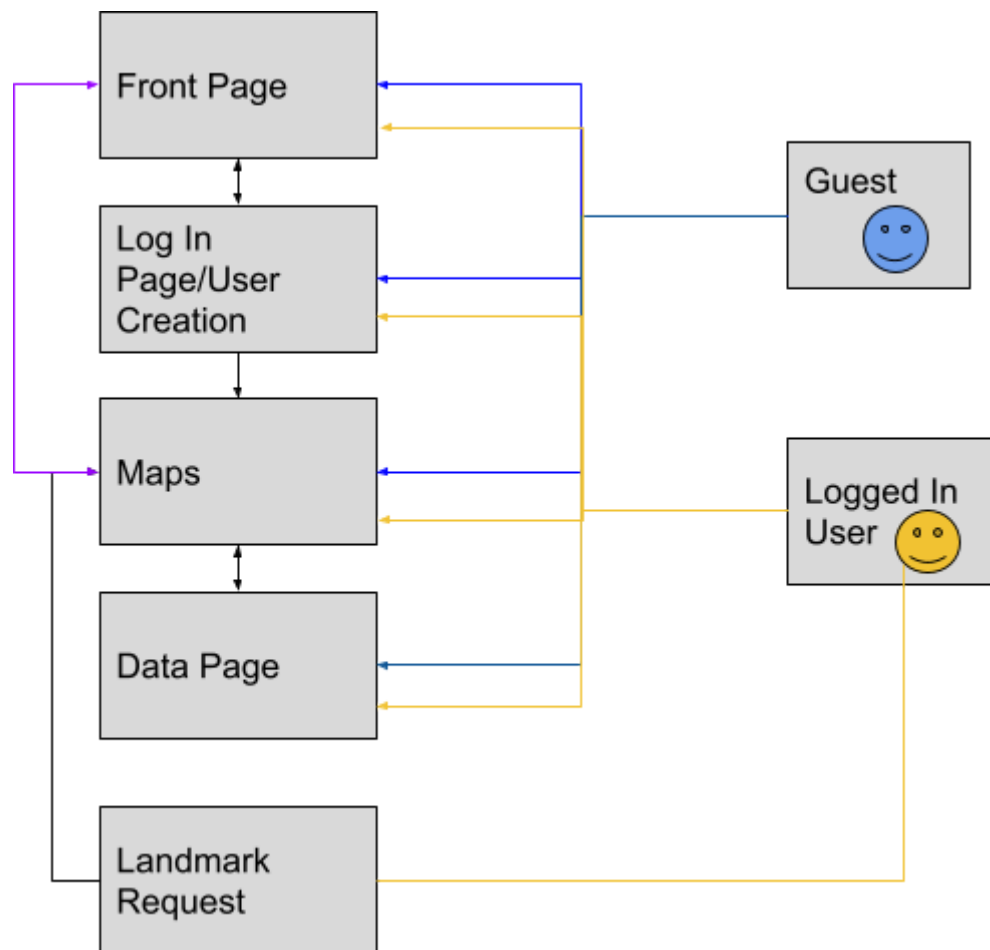 Front Page
Log In
Page/User
Creation
Maps
Data Page
Landmark
Request
Guest
Logged In
User